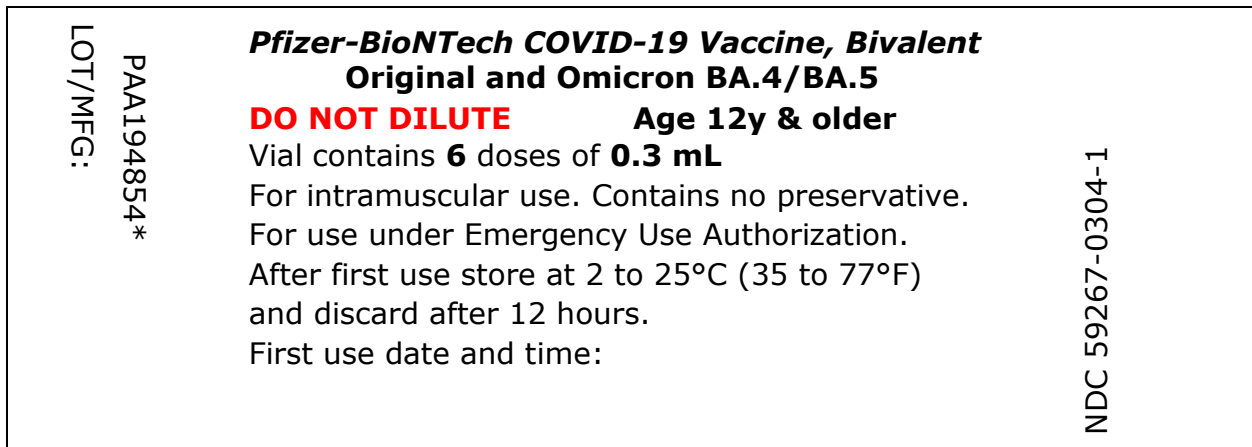 LOT/MFG:
PAA194854*
Pfizer-BioNTech COVID-19 Vaccine, Bivalent
Original and Omicron BA.4/BA.5
DO NOT DILUTE Age 12y & older
Vial contains 6 doses of 0.3 mL
For intramuscular use. Contains no preservative.
For use under Emergency Use Authorization.
After first use store at 2 to 25°C (35 to 77°F)
and discard after 12 hours.
First use date and time:
NDC 59267-0304-1